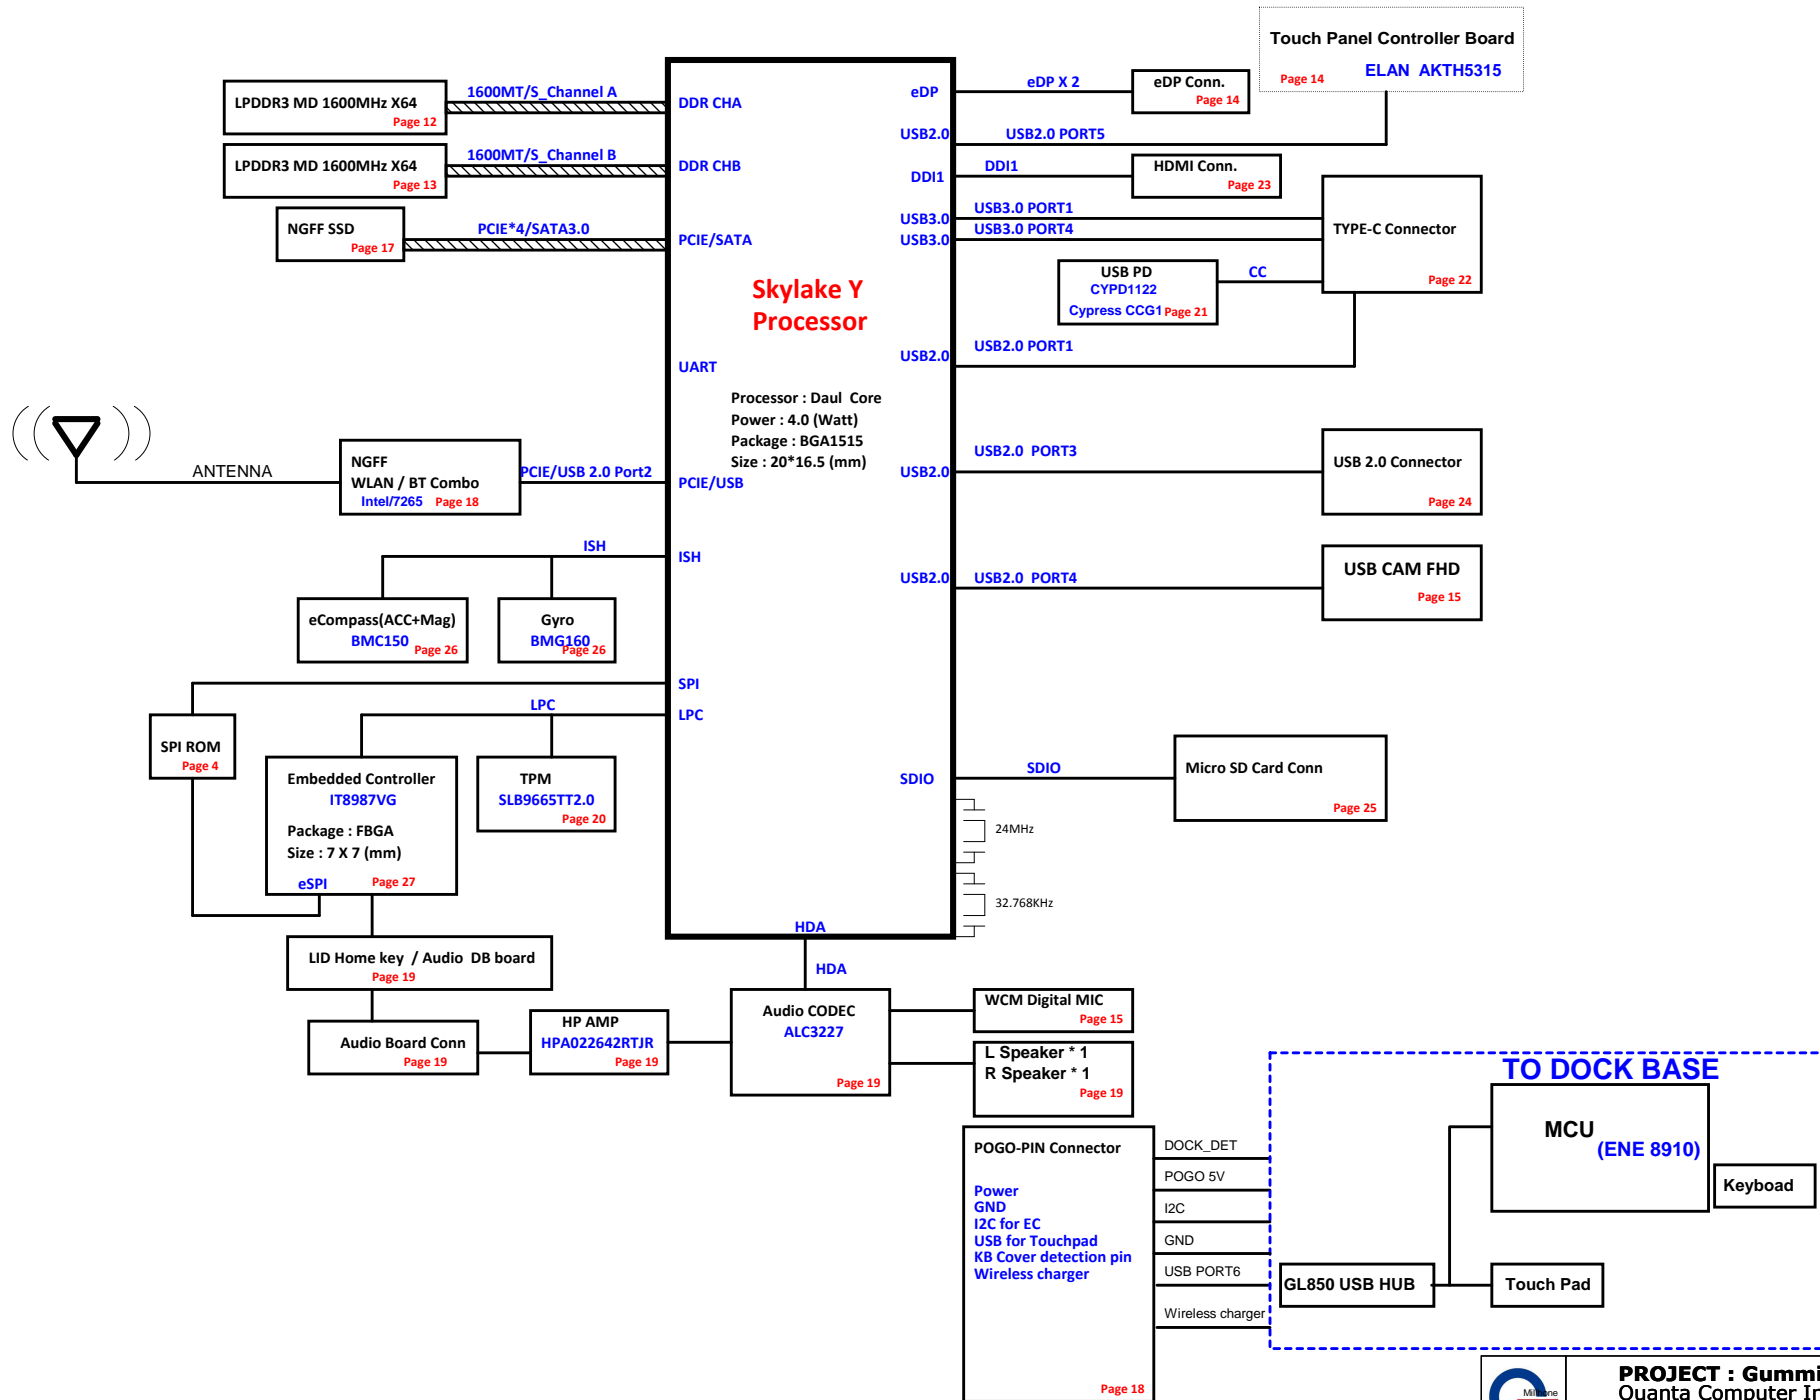 Touch Panel Controller Board
ELAN AKTH5315
Page 14
LPDDR3 MD 1600MHz X64
Page 12
1600MT/S_Channel A
DDR CHA
eDP
eDP X 2
eDP Conn.
Page 14
USB2.0
USB2.0 PORT5
LPDDR3 MD 1600MHz X64
Page 13
1600MT/S_Channel B
DDR CHB
DDI1
DDI1
HDMI Conn.
Page 23
NGFF SSD
Page 17
PCIE*4/SATA3.0
PCIE/SATA
USB3.0
USB3.0 PORT1
USB3.0
USB3.0 PORT4
TYPE-C Connector
Page 22
USB PD
CYPD1122
Cypress CCG1 Page 21
CC
Skylake Y
Processor
USB2.0
USB2.0 PORT1
UART
Processor : Daul Core
Power : 4.0 (Watt)
Package : BGA1515
Size : 20*16.5 (mm)
ANTENNA
NGFF
WLAN / BT Combo
Intel/7265 Page 18
PCIE/USB 2.0 Port2
PCIE/USB
USB2.0
USB2.0 PORT3
USB 2.0 Connector
Page 24
ISH
ISH
eCompass(ACC+Mag)
BMC150
Page 26
Gyro
BMG160
Page 26
USB2.0
USB2.0 PORT4
USB CAM FHD
Page 15
SPI
LPC
LPC
SPI ROM
Page 4
Embedded Controller
IT8987VG
Package : FBGA
Size : 7 X 7 (mm)
eSPI
Page 27
TPM
SLB9665TT2.0
Page 20
SDIO
SDIO
Micro SD Card Conn
Page 25
24MHz
32.768KHz
HDA
HDA
LID Home key / Audio DB board
Page 19
Audio Board Conn
Page 19
HP AMP
HPA022642RTJR
Page 19
Audio CODEC
ALC3227
Page 19
WCM Digital MIC
Page 15
L Speaker * 1
R Speaker * 1
Page 19
POGO-PIN Connector
Power
GND
I2C for EC
USB for Touchpad
KB Cover detection pin
Wireless charger
Page 18
DOCK_DET
POGO 5V
I2C
GND
USB PORT6
Wireless charger
TO DOCK BASE
MCU
(ENE 8910)
Keyboad
GL850 USB HUB
Touch Pad
PROJECT : Gummi
Quanta Computer In